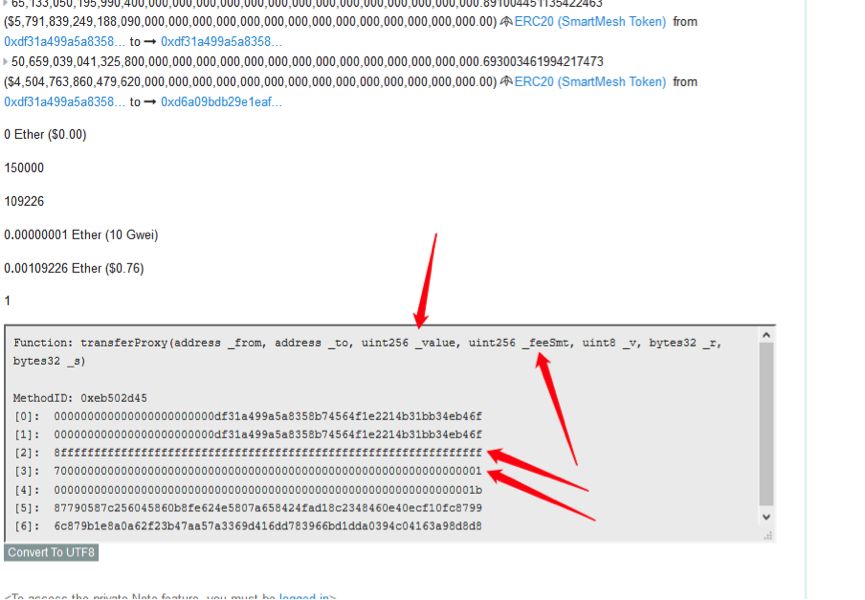 65,133,050,195,990,400,000,000,000,000,000,000,000,000,000,000,000,000,000,000.891004451135422463
($5,791,839,249,188,090,000,000,000,000,000,000,000,000,000,000,000,000,000,000.00) ERC20 (SmartMesh Token) from
0xdf31a499a5a8358... to → 0xdf31a499a5a8358...
50,659,039,041,325,800,000,000,000,000,000,000,000,000,000,000,000,000,000,000.693003461994217473
($4,504,763,860,479,620,000,000,000,000,000,000,000,000,000,000,000,000,000,000.00) ERC20 (SmartMesh Token) from
0xdf31a499a5a8358... to → 0xd6a09bdb29e1eaf...
0 Ether ($0.00)
150000
109226
0.00000001 Ether (10 Gwei)
0.00109226 Ether ($0.76)
1
Function: transferProxy(address _from, address _to, uint256 _value, uint256 _feeSmt, uint8 _v, bytes32 _r,
bytes32 _s)
MethodID: 0xeb502d45
[0]: 000000000000000000000000df31a499a5a8358b74564f1e2214b31bb34eb46f
[1]: 000000000000000000000000df31a499a5a8358b74564f1e2214b31bb34eb46f
[2]: 8fffffffffffffffffffffffffffffffffffffffffffffffffffffffffffffff
[3]: 7000000000000000000000000000000000000000000000000000000000000001
[4]: 000000000000000000000000000000000000000000000000000000000000001b
[5]: 87790587c256045860b8fe624e5807a658424fad18c2348460e40ecf10fc8799
[6]: 6c879b1e8a0a62f23b47aa57a3369d416dd783966bd1dda0394c04163a98d8d8
Convert To UTF8
<To access the private Note feature, you must be logged in>